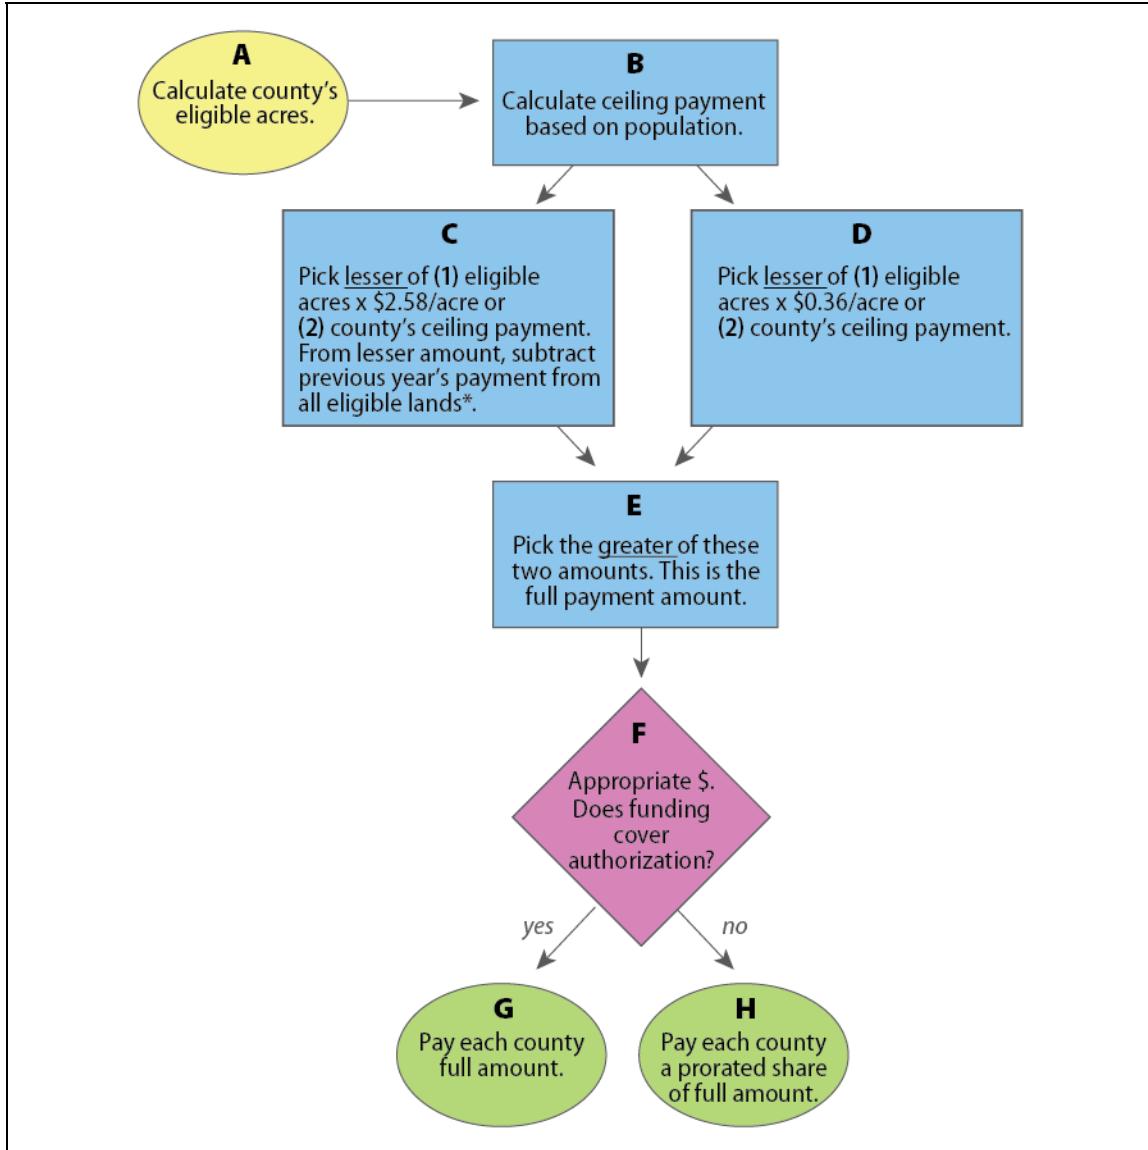 A
Calculate county's
eligible acres.
B
Calculate ceiling payment
based on population.
C
Pick lesser of (1) eligible
acres x $2.58/acre or
(2) county's ceiling payment.
From lesser amount, subtract
previous year's payment from
all eligible lands*.
D
Pick lesser of (1) eligible
acres x $0.36/acre or
(2) county's ceiling payment.
E
Pick the greater of these
two amounts. This is the
full payment amount.
F
Appropriate $.
Does funding
cover
authorization?
yes
no
G
Pay each county
full amount.
H
Pay each county
a prorated share
of full amount.